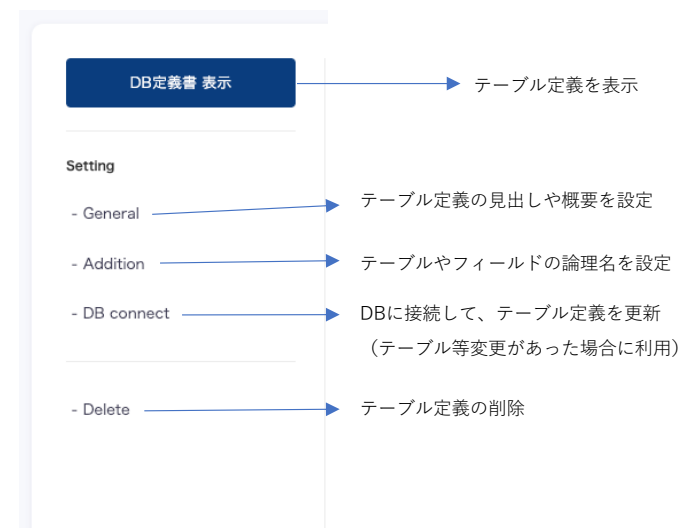 DB定義書 表示
テーブル定義を表示
Setting
- General
テーブル定義の見出しや概要を設定
- Addition
テーブルやフィールドの論理名を設定
- DB connect
DBに接続して、テーブル定義を更新
（テーブル等変更があった場合に利用）
- Delete
テーブル定義の削除